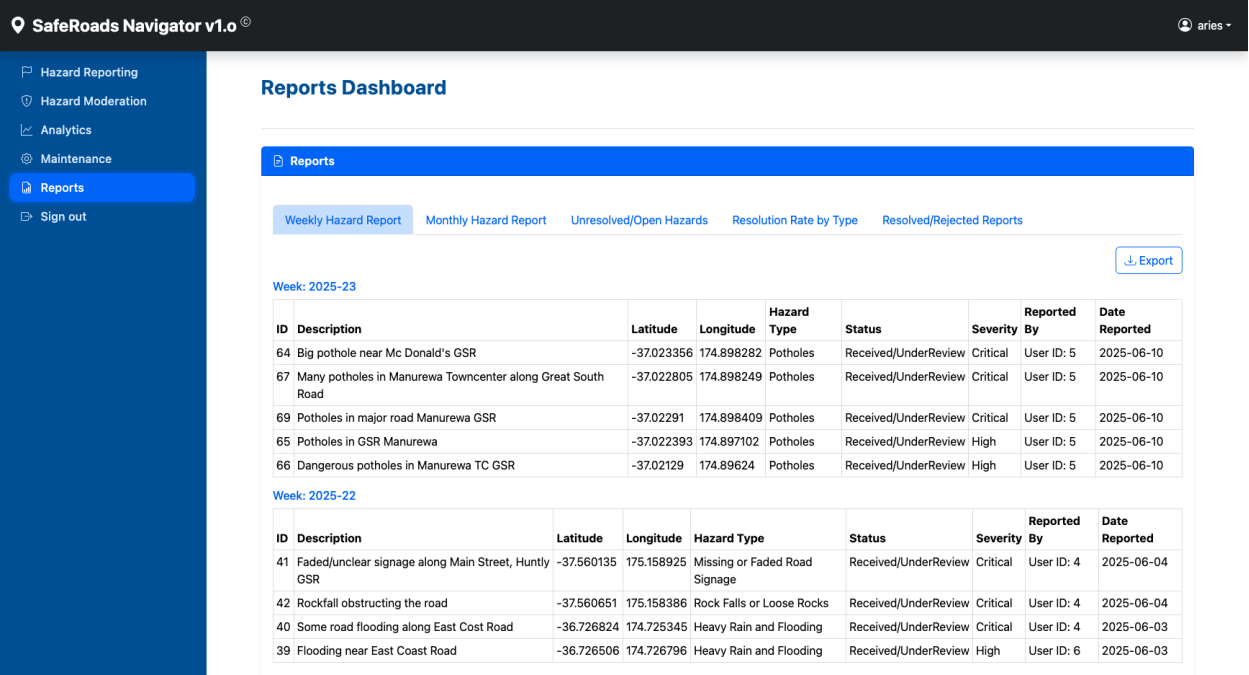 SafeRoads Navigator v1.o ©
aries
Hazard Reporting
Hazard Moderation
Analytics
Maintenance
Reports
Sign out
Reports Dashboard
Reports
Weekly Hazard Report Monthly Hazard Report Unresolved/Open Hazards Resolution Rate by Type Resolved/Rejected Reports
Export
Week: 2025-23
ID Description Latitude Longitude Hazard Type Status Severity Reported By Date Reported
64 Big pothole near Mc Donald's GSR -37.023356 174.898282 Potholes Received/UnderReview Critical User ID: 5 2025-06-10
67 Many potholes in Manurewa Towncenter along Great South Road -37.022805 174.898249 Potholes Received/UnderReview Critical User ID: 5 2025-06-10
69 Potholes in major road Manurewa GSR -37.02291 174.898409 Potholes Received/UnderReview Critical User ID: 5 2025-06-10
65 Potholes in GSR Manurewa -37.022393 174.897102 Potholes Received/UnderReview High User ID: 5 2025-06-10
66 Dangerous potholes in Manurewa TC GSR -37.02129 174.89624 Potholes Received/UnderReview High User ID: 5 2025-06-10
Week: 2025-22
ID Description Latitude Longitude Hazard Type Status Severity Reported By Date Reported
41 Faded/unclear signage along Main Street, Huntly GSR -37.560135 175.158925 Missing or Faded Road Signage Received/UnderReview Critical User ID: 4 2025-06-04
42 Rockfall obstructing the road -37.560651 175.158386 Rock Falls or Loose Rocks Received/UnderReview Critical User ID: 4 2025-06-04
40 Some road flooding along East Cost Road -36.726824 174.725345 Heavy Rain and Flooding Received/UnderReview Critical User ID: 4 2025-06-03
39 Flooding near East Coast Road -36.726506 174.726796 Heavy Rain and Flooding Received/UnderReview High User ID: 6 2025-06-03